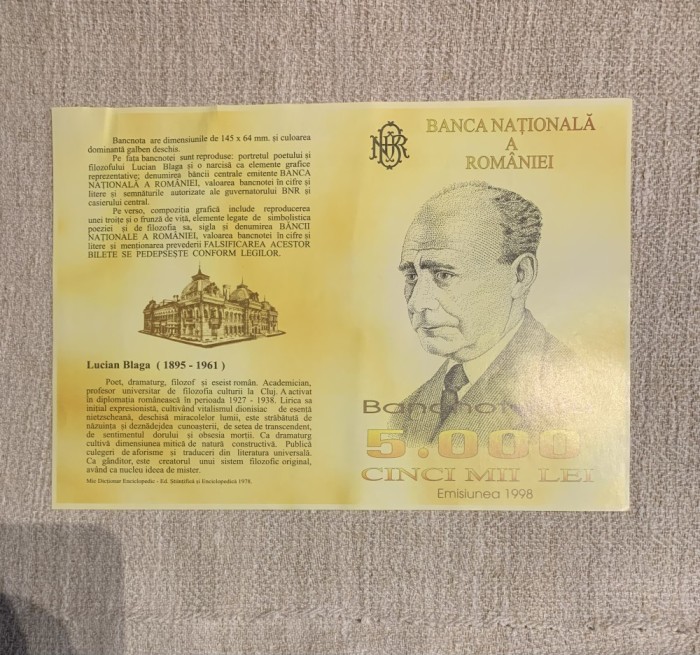 Bancnota are dimensiunile de 145 x 64 mm. și culoarea
dominantă galben deschis.
Pe fața bancnotei sunt reproduse: portretul poetului și
filozofului Lucian Blaga și o narcisă ca elemente grafice
reprezentative; denumirea băncii centrale emitente BANCA
NAȚIONALĂ A ROMÂNIEI, valoarea bancnotei în cifre și
litere și semnăturile autorizate ale guvernatorului BNR și
casierului central.
Pe verso, compoziția grafică include reproducerea
unei troițe și o frunză de vită, elemente legate de simbolistica
poeziei și de filozofia sa, sigla și denumirea BĂNCII
NAȚIONALE A ROMÂNIEI, valoarea bancnotei în cifre și
litere și menționarea prevederii FALSIFICAREA ACESTOR
BILETE SE PEDEPSEȘTE CONFORM LEGILOR.
Lucian Blaga ( 1895 - 1961 )
Poet, dramaturg, filozof și eseist român. Academician,
profesor universitar de filozofia culturii la Cluj. A activat
în diplomația românească în perioada 1927 - 1938. Lirica sa
inițial expresionistă, cultivând vitalismul dionisiac de esență
nietzscheană, deschisă miracolelor lumii, este străbătută de
năzuința și deznădejdea cunoașterii, de setea de transcendent,
de sentimentul dorului și obsesia morții. Ca dramaturg
cultivă dimensiunea mitică de natură constructivă. Publică
culegeri de aforisme și traduceri din literatura universală.
Ca gânditor, este creatorul unui sistem filozofic original,
având ca nucleu ideea de mister.
Mic Dicționar Enciclopedic - Ed. Științifică și Enciclopedică 1978.
BNR
BANCA NAȚIONALĂ
A
ROMÂNIEI
5.000
CINCI MII LEI
Emisiunea 1998